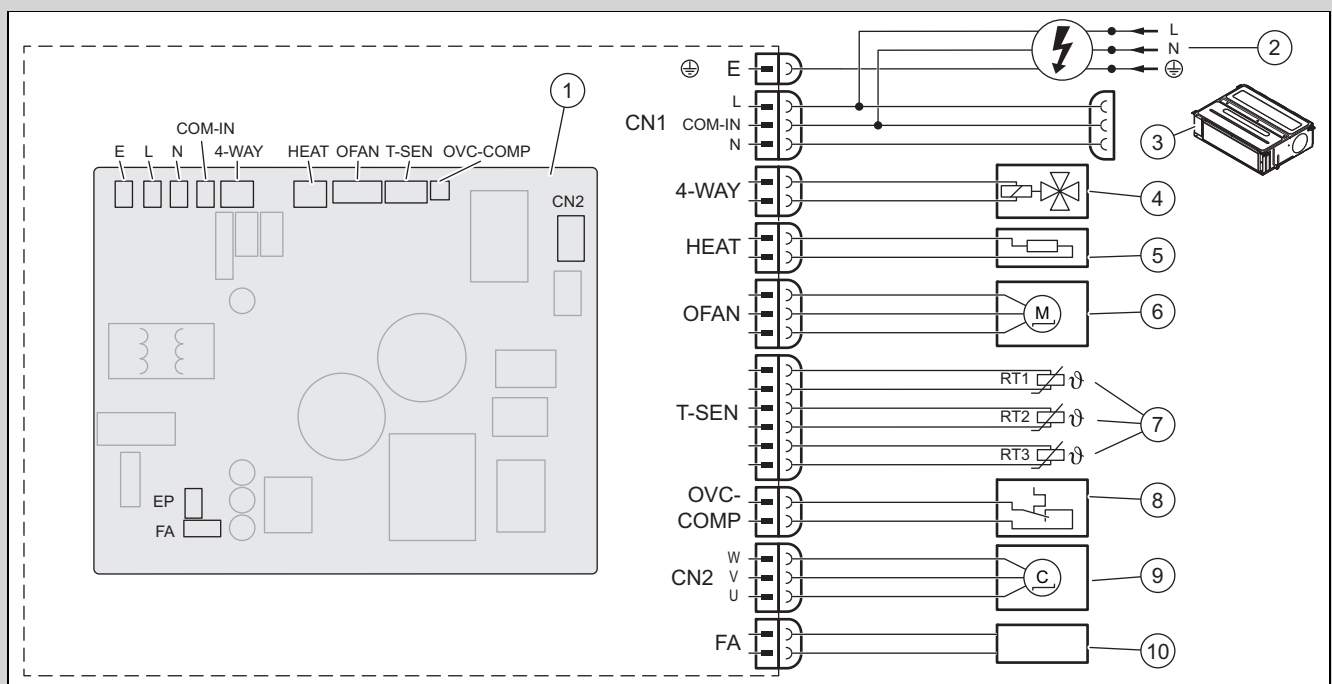 L
N
2
E
1
L
CN1 COM-IN
N
3
COM-IN
E L N 4-WAY HEAT OFAN T-SEN OVC-COMP
CN2
4-WAY
4
HEAT
5
OFAN
M
6
T-SEN
RT1 ϑ
RT2 ϑ
RT3 ϑ
7
EP
FA
OVC-
COMP
8
W
CN2 V
U
C
9
FA
10